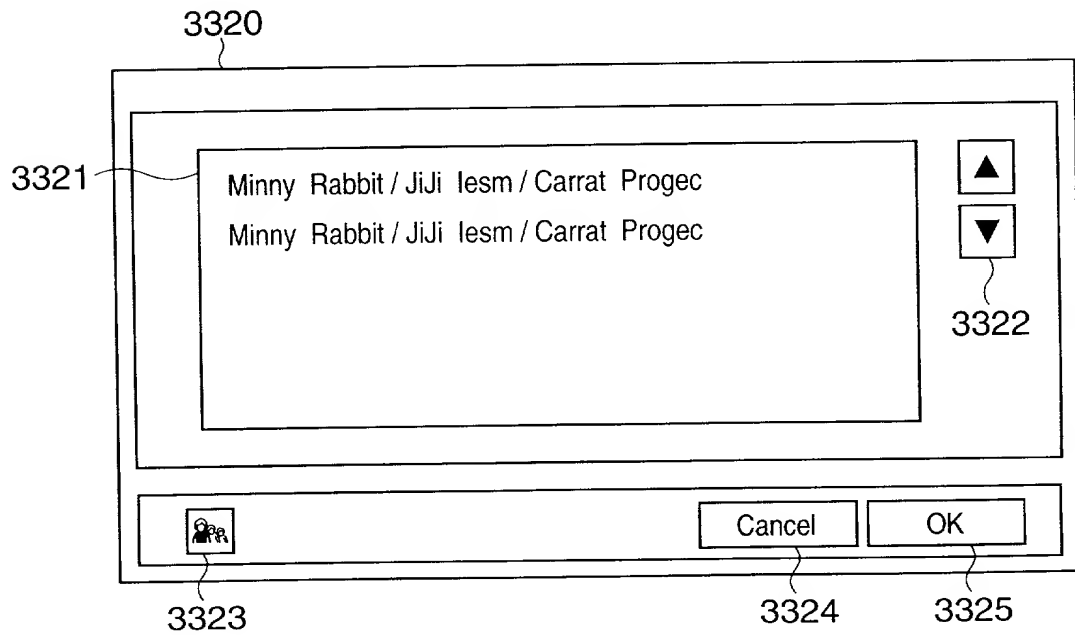 3320
3321
Minny Rabbit / JiJi Iesm / Carrat Progec
Minny Rabbit / JiJi Iesm / Carrat Progec
3322
Cancel
OK
3323
3324
3325